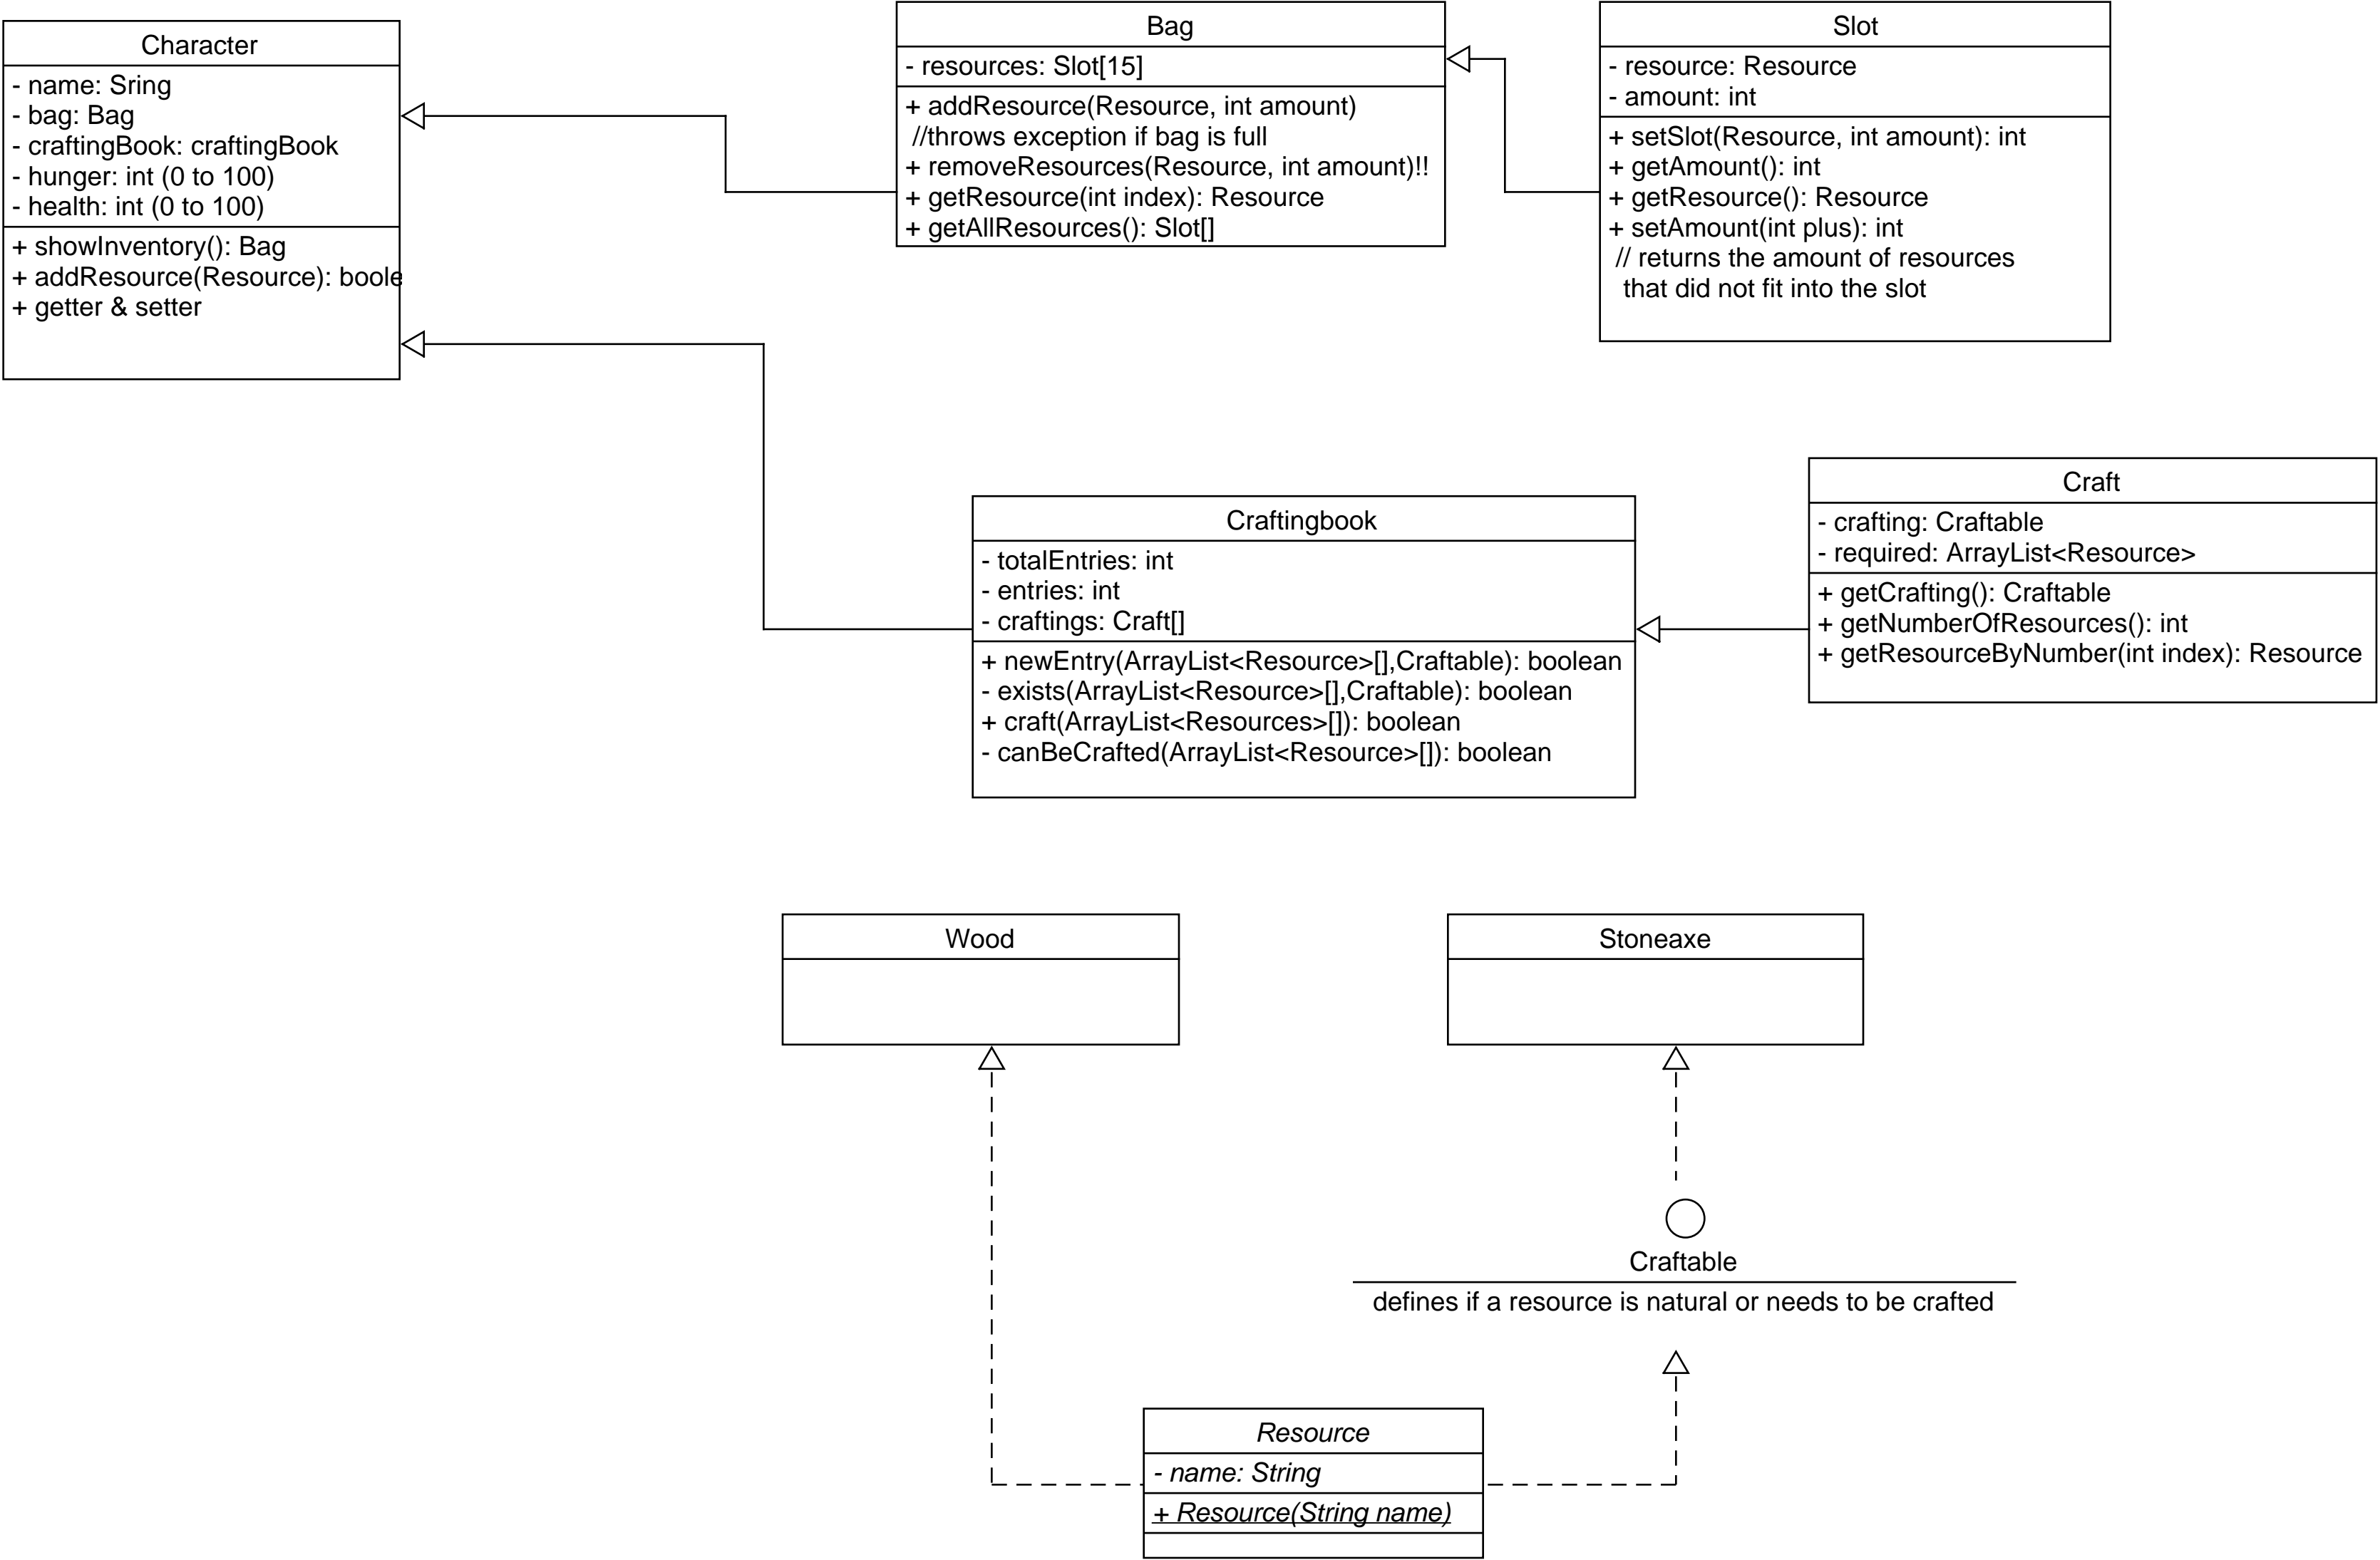 Character
- name: Sring
- bag: Bag
- craftingBook: craftingBook
- hunger: int (0 to 100)
- health: int (0 to 100)
+ showInventory(): Bag
+ addResource(Resource): boole
+ getter & setter
Bag
- resources: Slot[15]
+ addResource(Resource, int amount)
//throws exception if bag is full
+ removeResources(Resource, int amount)!!
+ getResource(int index): Resource
+ getAllResources(): Slot[]
Slot
- resource: Resource
- amount: int
+ setSlot(Resource, int amount): int
+ getAmount(): int
+ getResource(): Resource
+ setAmount(int plus): int
// returns the amount of resources
that did not fit into the slot
Craftingbook
- totalEntries: int
- entries: int
- craftings: Craft[]
+ newEntry(ArrayList<Resource>[],Craftable): boolean
- exists(ArrayList<Resource>[],Craftable): boolean
+ craft(ArrayList<Resources>[]): boolean
- canBeCrafted(ArrayList<Resource>[]): boolean
Craft
- crafting: Craftable
- required: ArrayList<Resource>
+ getCrafting(): Craftable
+ getNumberOfResources(): int
+ getResourceByNumber(int index): Resource
Wood
Stoneaxe
Craftable
defines if a resource is natural or needs to be crafted
Resource
- name: String
+ Resource(String name)